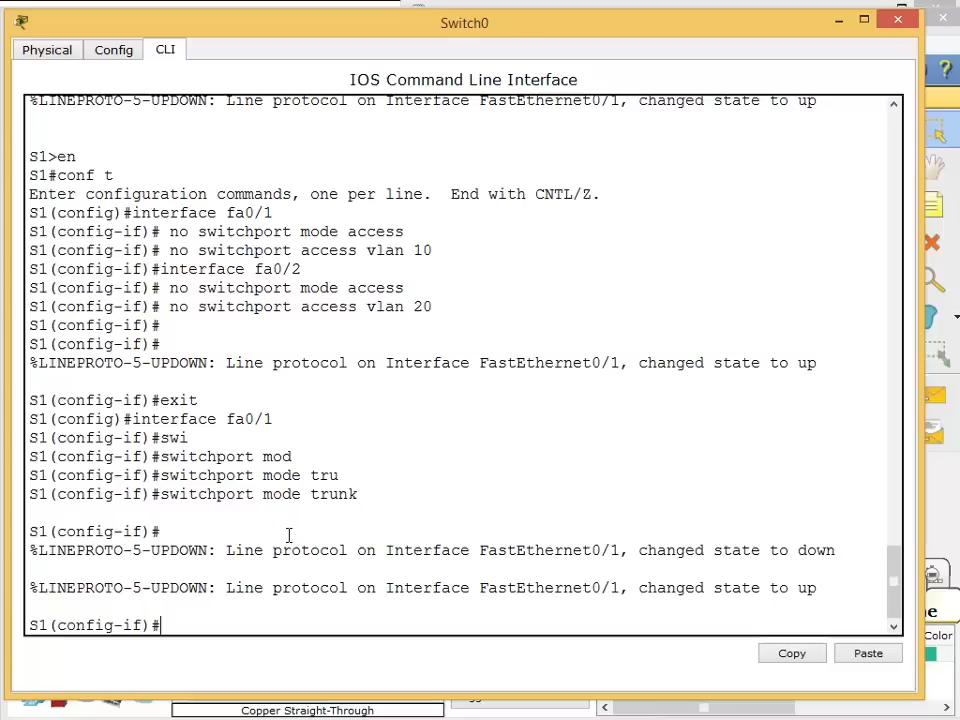 Switch0
Physical
Config
CLI
IOS Command Line Interface
%LINEPROTO-5-UPDOWN: Line protocol on Interface FastEthernet0/1, changed state to up
S1>en
S1#conf t
Enter configuration commands, one per line.  End with CNTL/Z.
S1(config)#interface fa0/1
S1(config-if)# no switchport mode access
S1(config-if)# no switchport access vlan 10
S1(config-if)#interface fa0/2
S1(config-if)# no switchport mode access
S1(config-if)# no switchport access vlan 20
S1(config-if)#
S1(config-if)#
%LINEPROTO-5-UPDOWN: Line protocol on Interface FastEthernet0/1, changed state to up
S1(config-if)#exit
S1(config)#interface fa0/1
S1(config-if)#swi
S1(config-if)#switchport mod
S1(config-if)#switchport mode tru
S1(config-if)#switchport mode trunk
S1(config-if)#
%LINEPROTO-5-UPDOWN: Line protocol on Interface FastEthernet0/1, changed state to down
%LINEPROTO-5-UPDOWN: Line protocol on Interface FastEthernet0/1, changed state to up
S1(config-if)#
Copy
Paste
ne
Color
Copper Straight-Through